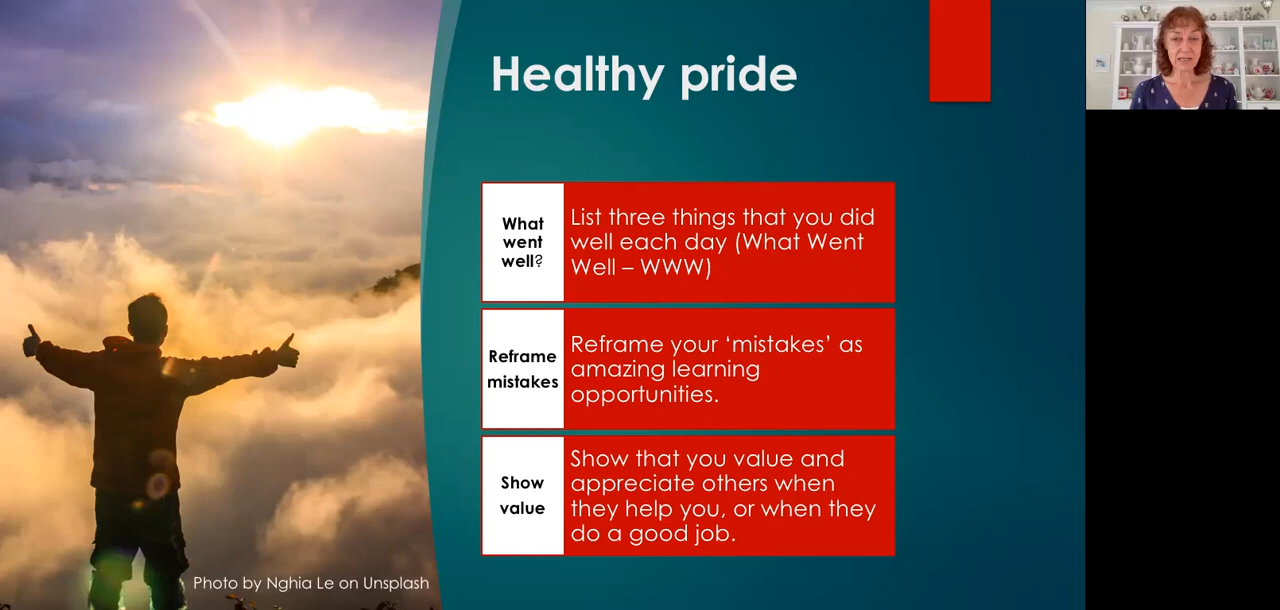 Healthy pride
What
went
well?
List three things that you did
well each day (What Went
Well – WWW)
Reframe
mistakes
Reframe your ‘mistakes’ as
amazing learning
opportunities.
Show
value
Show that you value and
appreciate others when
they help you, or when they
do a good job.
Photo by Nghia Le on Unsplash